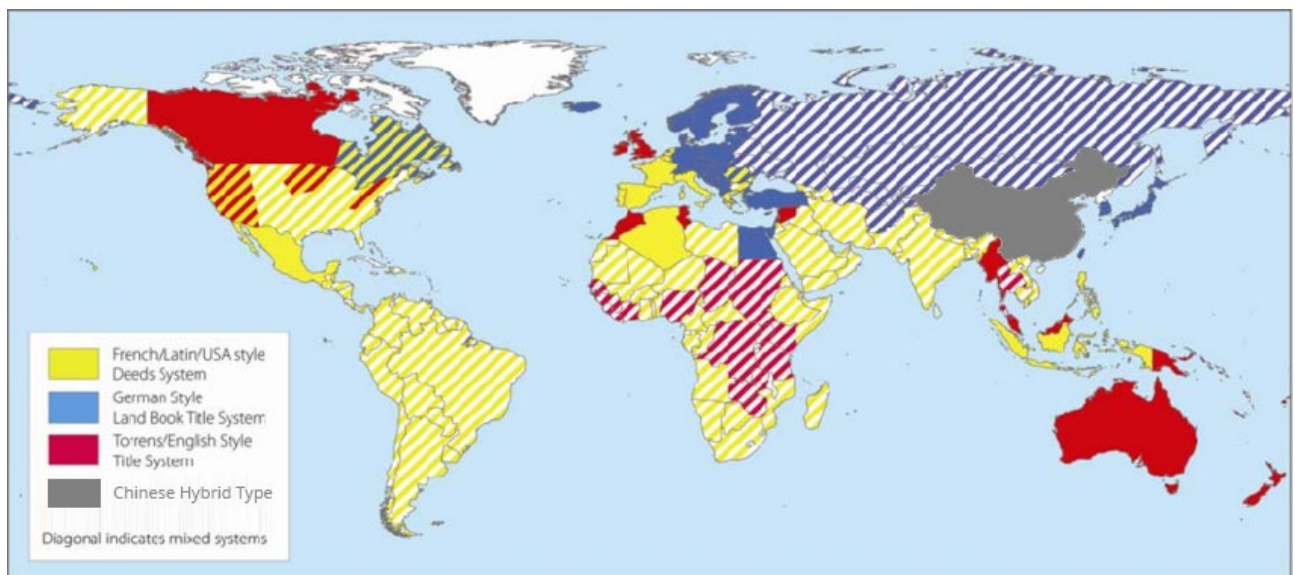 French/Latin/USA style
Deeds System
German Style
Land Book Title System
Torrens/English Style
Title System
Chinese Hybrid Type
Diagonal indicates mixed systems